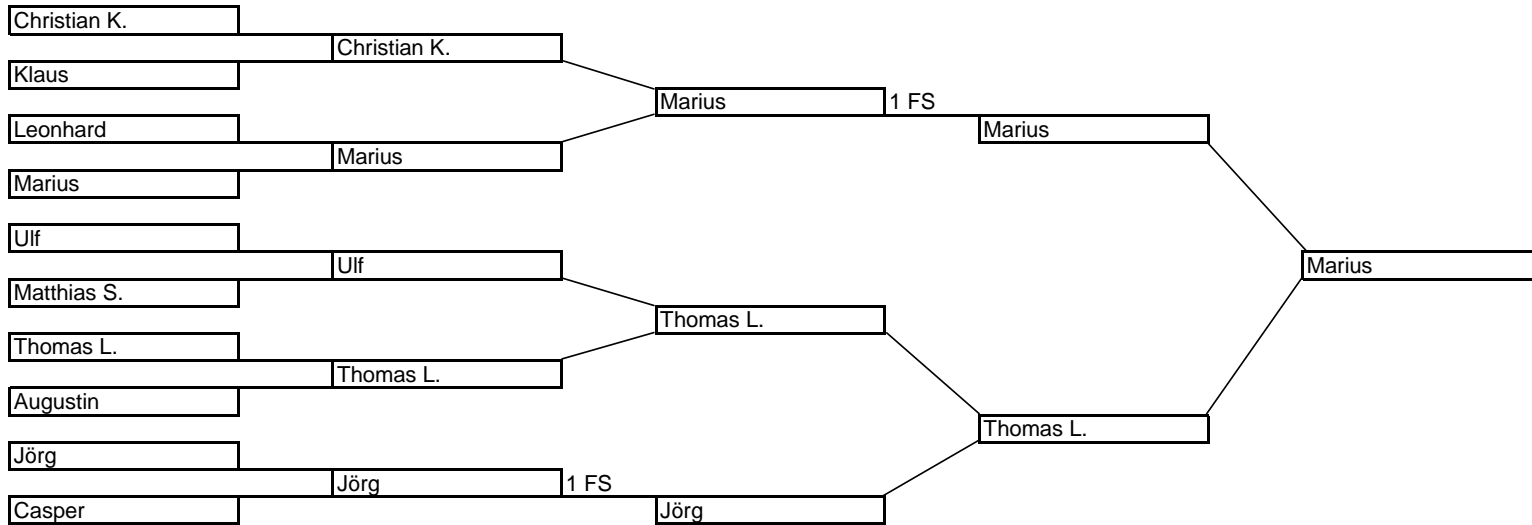 Christian K.
Christian K.
Klaus
Marius 1 FS
Leonhard
Marius
Marius
Marius
Ulf
Ulf
Marius
Matthias S.
Thomas L.
Thomas L.
Thomas L.
Augustin
Thomas L.
Jörg
Jörg 1 FS
Casper
Jörg